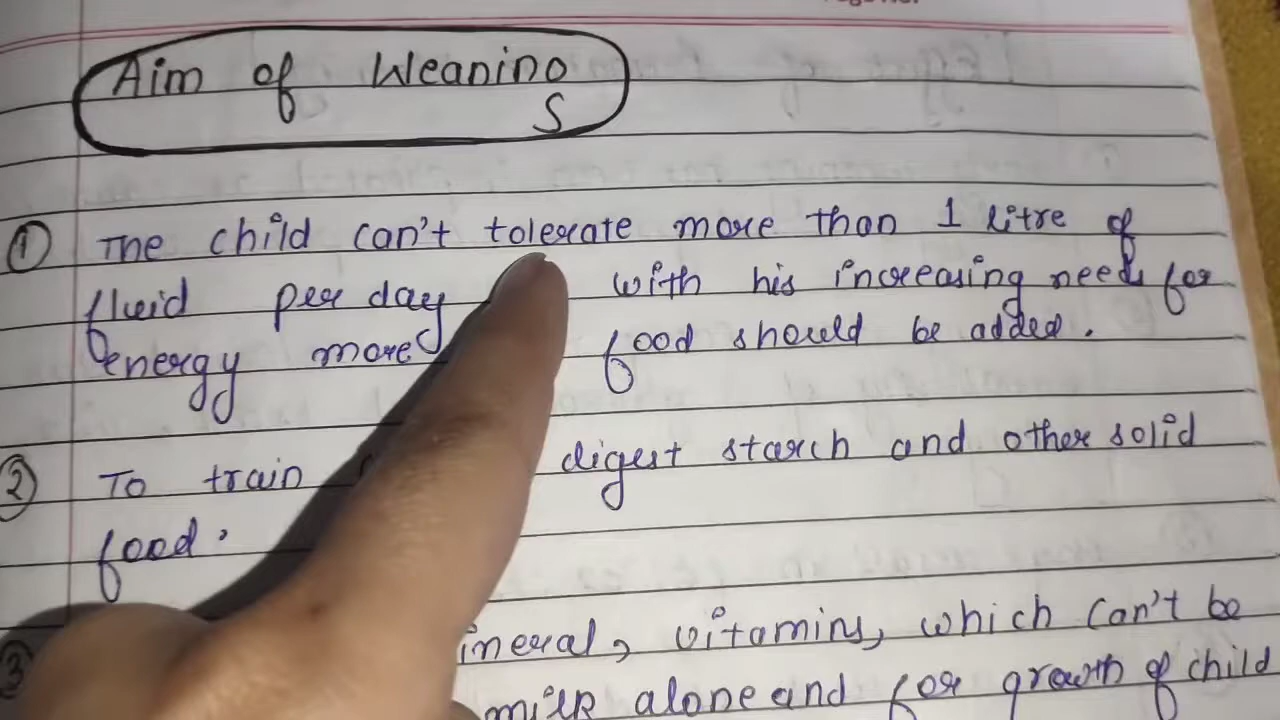 Aim of Weaning
① The child can't tolerate more than 1 litre of
fluid per day with his increasing need for
energy more food should be added.
② To train digest starch and other solid
food.
③ vitamins, which can't be
milk alone and for growth of child